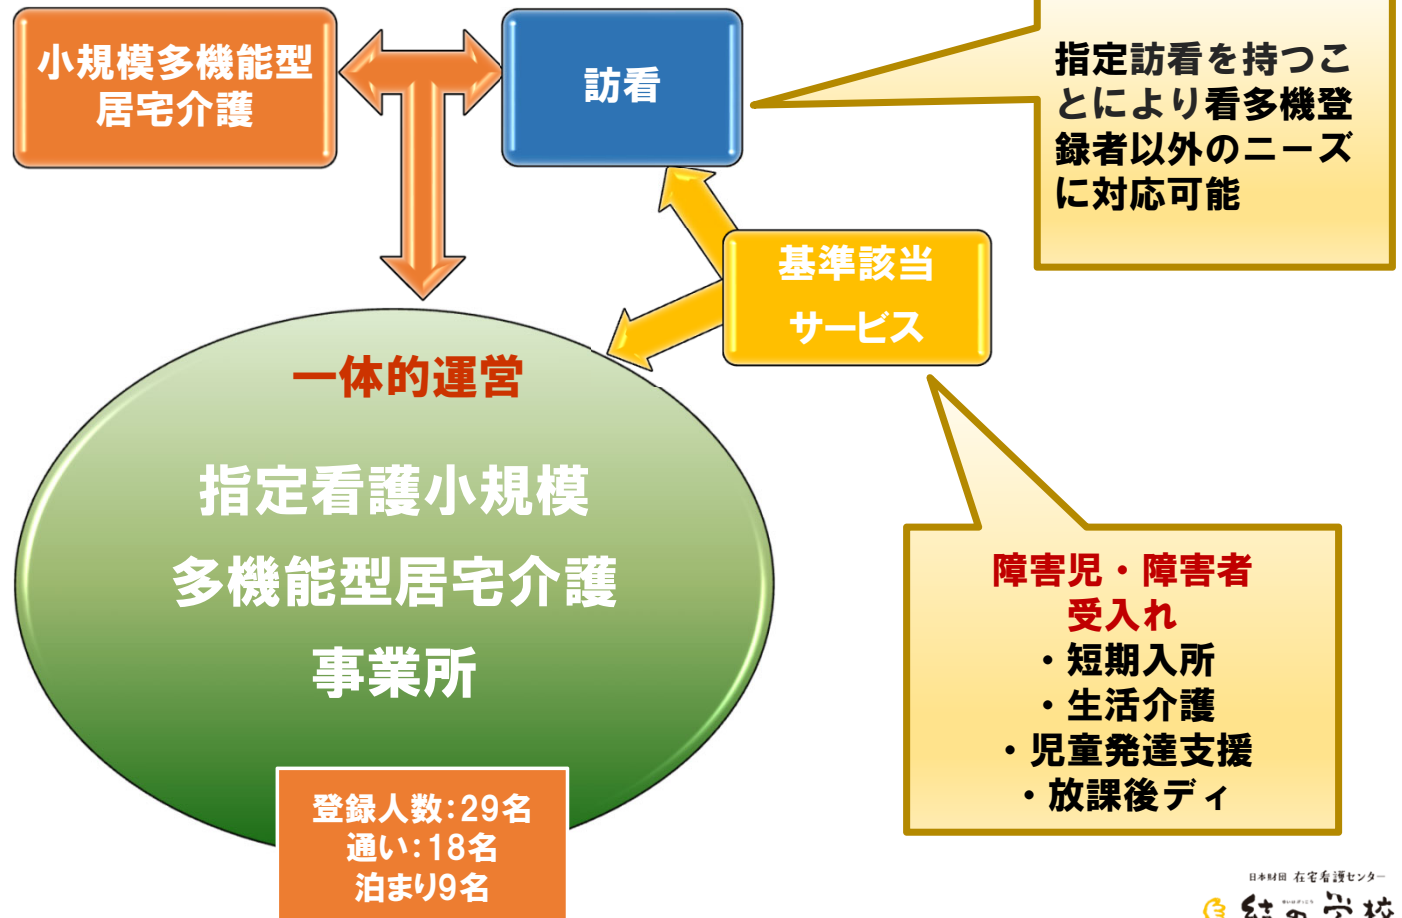 小規模多機能型
居宅介護
訪看
指定訪看を持つこ
とにより看多機登
録者以外のニーズ
に対応可能
基準該当
サービス
一体的運営
指定看護小規模
多機能型居宅介護
事業所
障害児・障害者
受入れ
・短期入所
・生活介護
・児童発達支援
・放課後ディ
登録人数：29名
通い：18名
泊まり9名
日本財団 在宅看護センター
結の学校